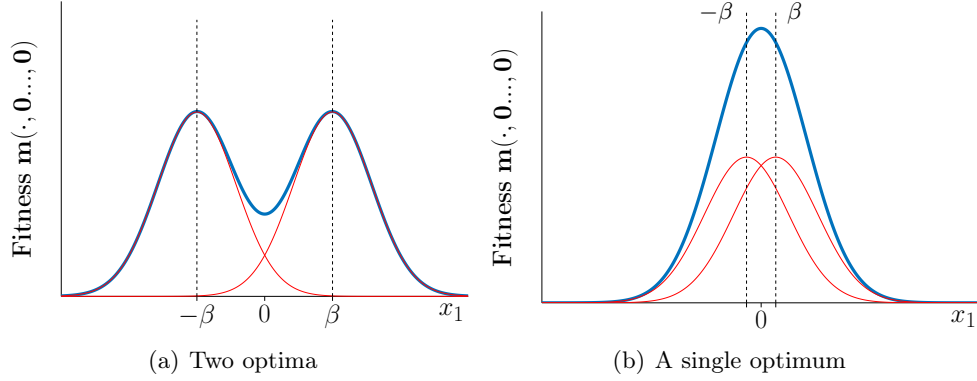 Fitness m(·, 0..., 0)
−β
0
β
x₁
(a) Two optima
Fitness m(·, 0..., 0)
−β
β
0
x₁
(b) A single optimum